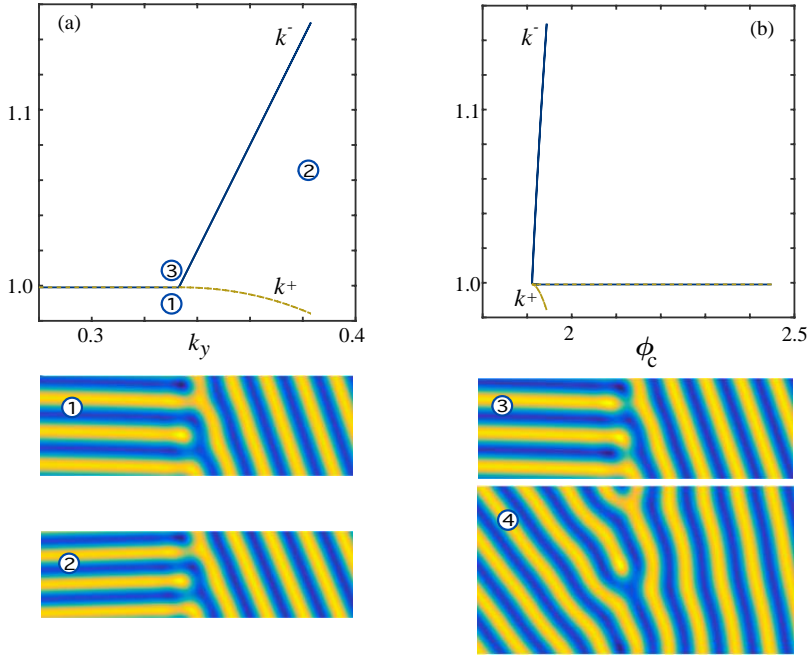 (a)
k⁻
1.1
②
③
1.0
k⁺
①
0.3
0.4
k_y
(b)
k⁻
1.1
1.0
k⁺
2
2.5
ϕ_c
①
②
③
④